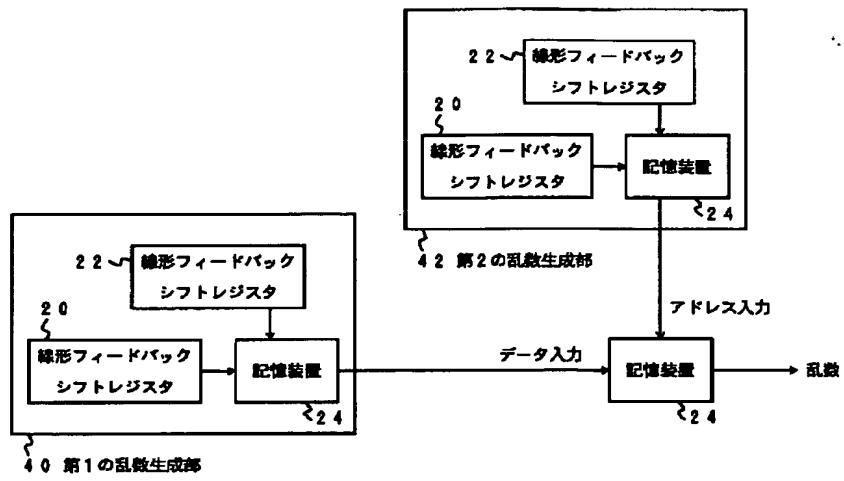 ２２
線形フィードバック
シフトレジスタ
２０
線形フィードバック
シフトレジスタ
記憶装置
２４
４２ 第２の乱数生成部
２２
線形フィードバック
シフトレジスタ
２０
線形フィードバック
シフトレジスタ
記憶装置
２４
４０ 第１の乱数生成部
アドレス入力
データ入力
記憶装置
２４
乱数